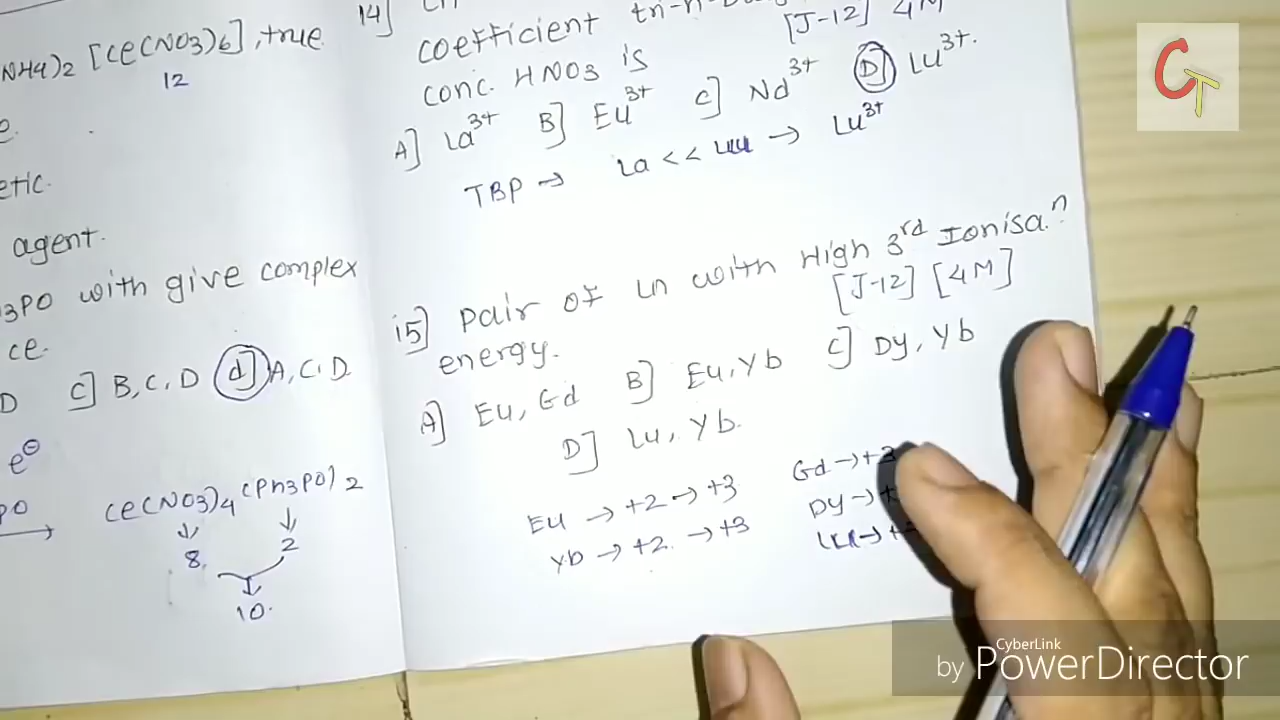 NH4)2 [Ce(NO3)6], true
12
e.
etic.
agent.
3PO with give complex
ce.
D C] B, C, D d] A, C, D
e⊖
PO → Ce(NO3)4 (Ph3PO)2
8. 2
10.
14]
coefficient tri-n-
[J-12] 4M
conc. HNO3 is
A] La3+ B] Eu3+ C] Nd3+ D] Lu3+.
TBP → La << Lu → Lu3+
15] Pair of Ln with High 3rd Ionisan
energy. [J-12] [4M]
A] Eu, Gd B] Eu, Yb C] Dy, Yb
D] Lu, Yb.
Eu → +2 → +3 Gd → +3
Yb → +2. → +3 Dy → +
Lu → +
CT
CyberLink
by PowerDirector